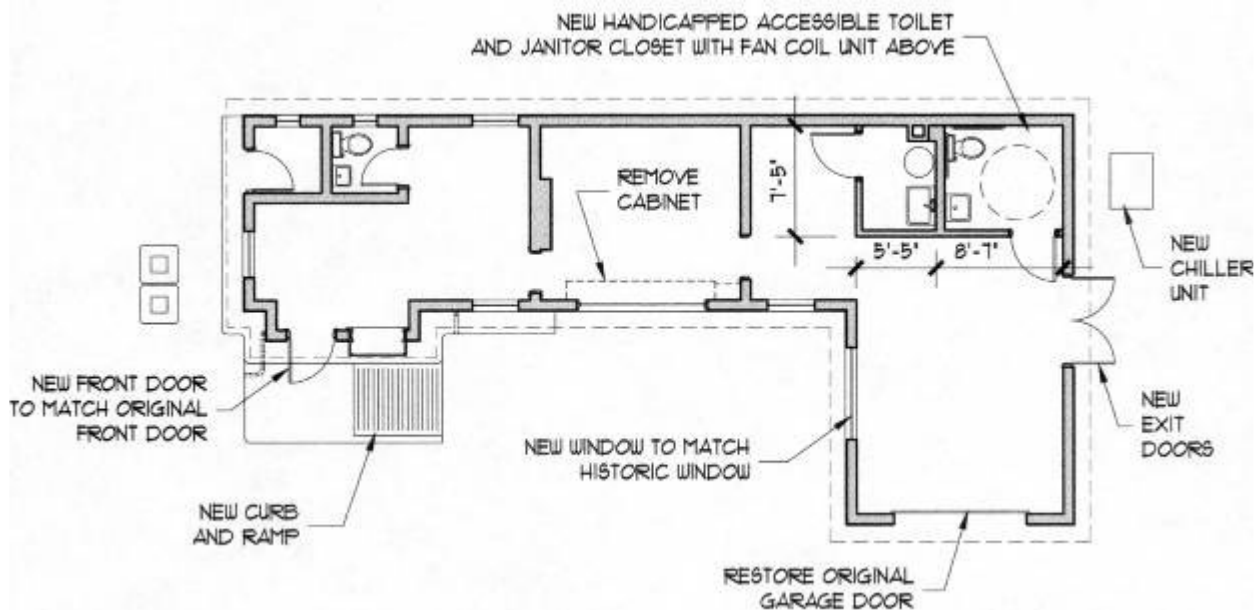 NEW HANDICAPPED ACCESSIBLE TOILET
AND JANITOR CLOSET WITH FAN COIL UNIT ABOVE
REMOVE
CABINET
7'-5"
5'-5"
8'-7"
NEW
CHILLER
UNIT
NEW FRONT DOOR
TO MATCH ORIGINAL
FRONT DOOR
NEW WINDOW TO MATCH
HISTORIC WINDOW
NEW
EXIT
DOORS
NEW CURB
AND RAMP
RESTORE ORIGINAL
GARAGE DOOR